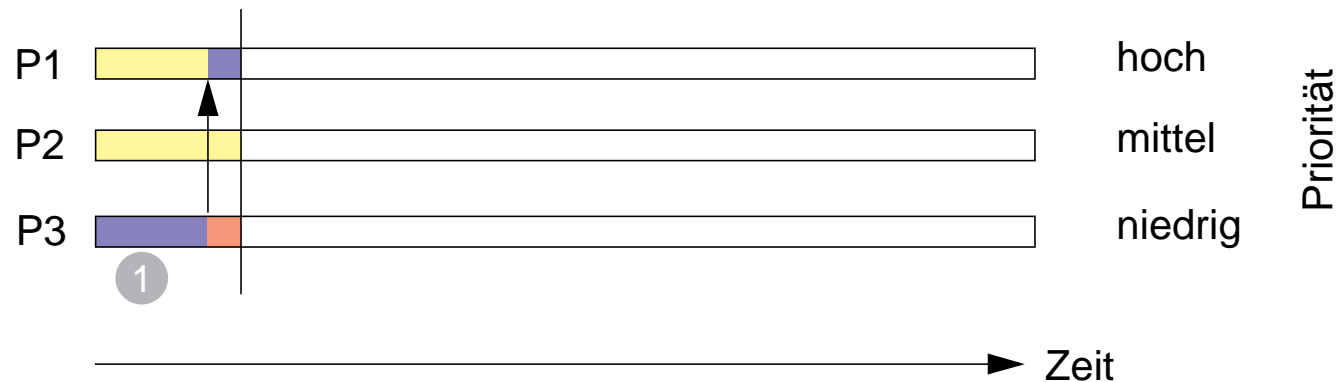 P1 hoch
P2 mittel
P3 niedrig
1
Zeit
Priorität